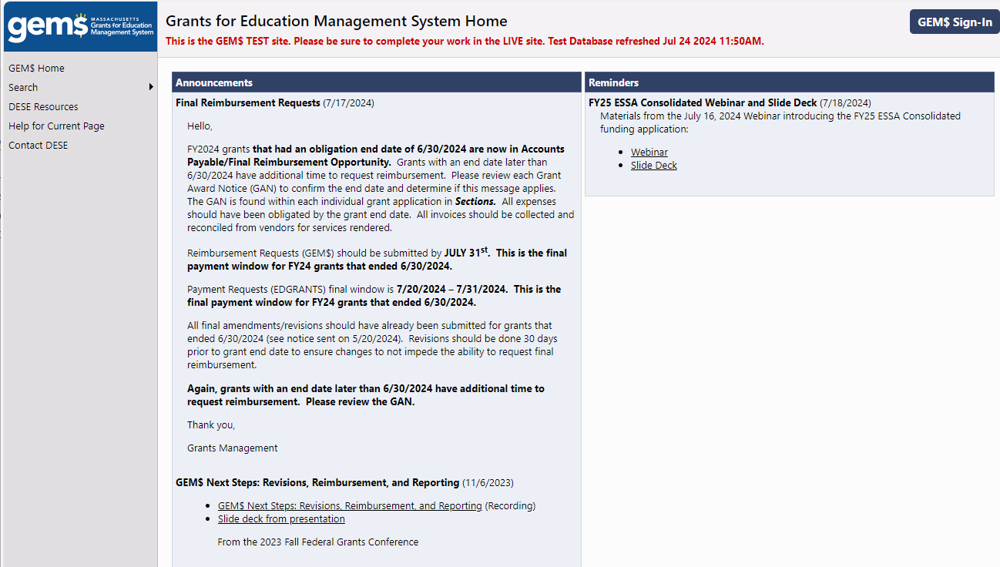 gem$ MASSACHUSETTS
Grants for Education
Management System
Grants for Education Management System Home
This is the GEM$ TEST site. Please be sure to complete your work in the LIVE site. Test Database refreshed Jul 24 2024 11:50AM.
GEM$ Sign-In
GEM$ Home
Search
DESE Resources
Help for Current Page
Contact DESE
Announcements
Final Reimbursement Requests (7/17/2024)
Hello,
FY2024 grants that had an obligation end date of 6/30/2024 are now in Accounts
Payable/Final Reimbursement Opportunity. Grants with an end date later than
6/30/2024 have additional time to request reimbursement. Please review each Grant
Award Notice (GAN) to confirm the end date and determine if this message applies.
The GAN is found within each individual grant application in Sections. All expenses
should have been obligated by the grant end date. All invoices should be collected and
reconciled from vendors for services rendered.
Reimbursement Requests (GEM$) should be submitted by JULY 31st. This is the final
payment window for FY24 grants that ended 6/30/2024.
Payment Requests (EDGRANTS) final window is 7/20/2024 – 7/31/2024. This is the
final payment window for FY24 grants that ended 6/30/2024.
All final amendments/revisions should have already been submitted for grants that
ended 6/30/2024 (see notice sent on 5/20/2024). Revisions should be done 30 days
prior to grant end date to ensure changes to not impede the ability to request final
reimbursement.
Again, grants with an end date later than 6/30/2024 have additional time to
request reimbursement. Please review the GAN.
Thank you,
Grants Management
GEM$ Next Steps: Revisions, Reimbursement, and Reporting (11/6/2023)
• GEM$ Next Steps: Revisions, Reimbursement, and Reporting (Recording)
• Slide deck from presentation
From the 2023 Fall Federal Grants Conference
Reminders
FY25 ESSA Consolidated Webinar and Slide Deck (7/18/2024)
Materials from the July 16, 2024 Webinar introducing the FY25 ESSA Consolidated
funding application:
• Webinar
• Slide Deck